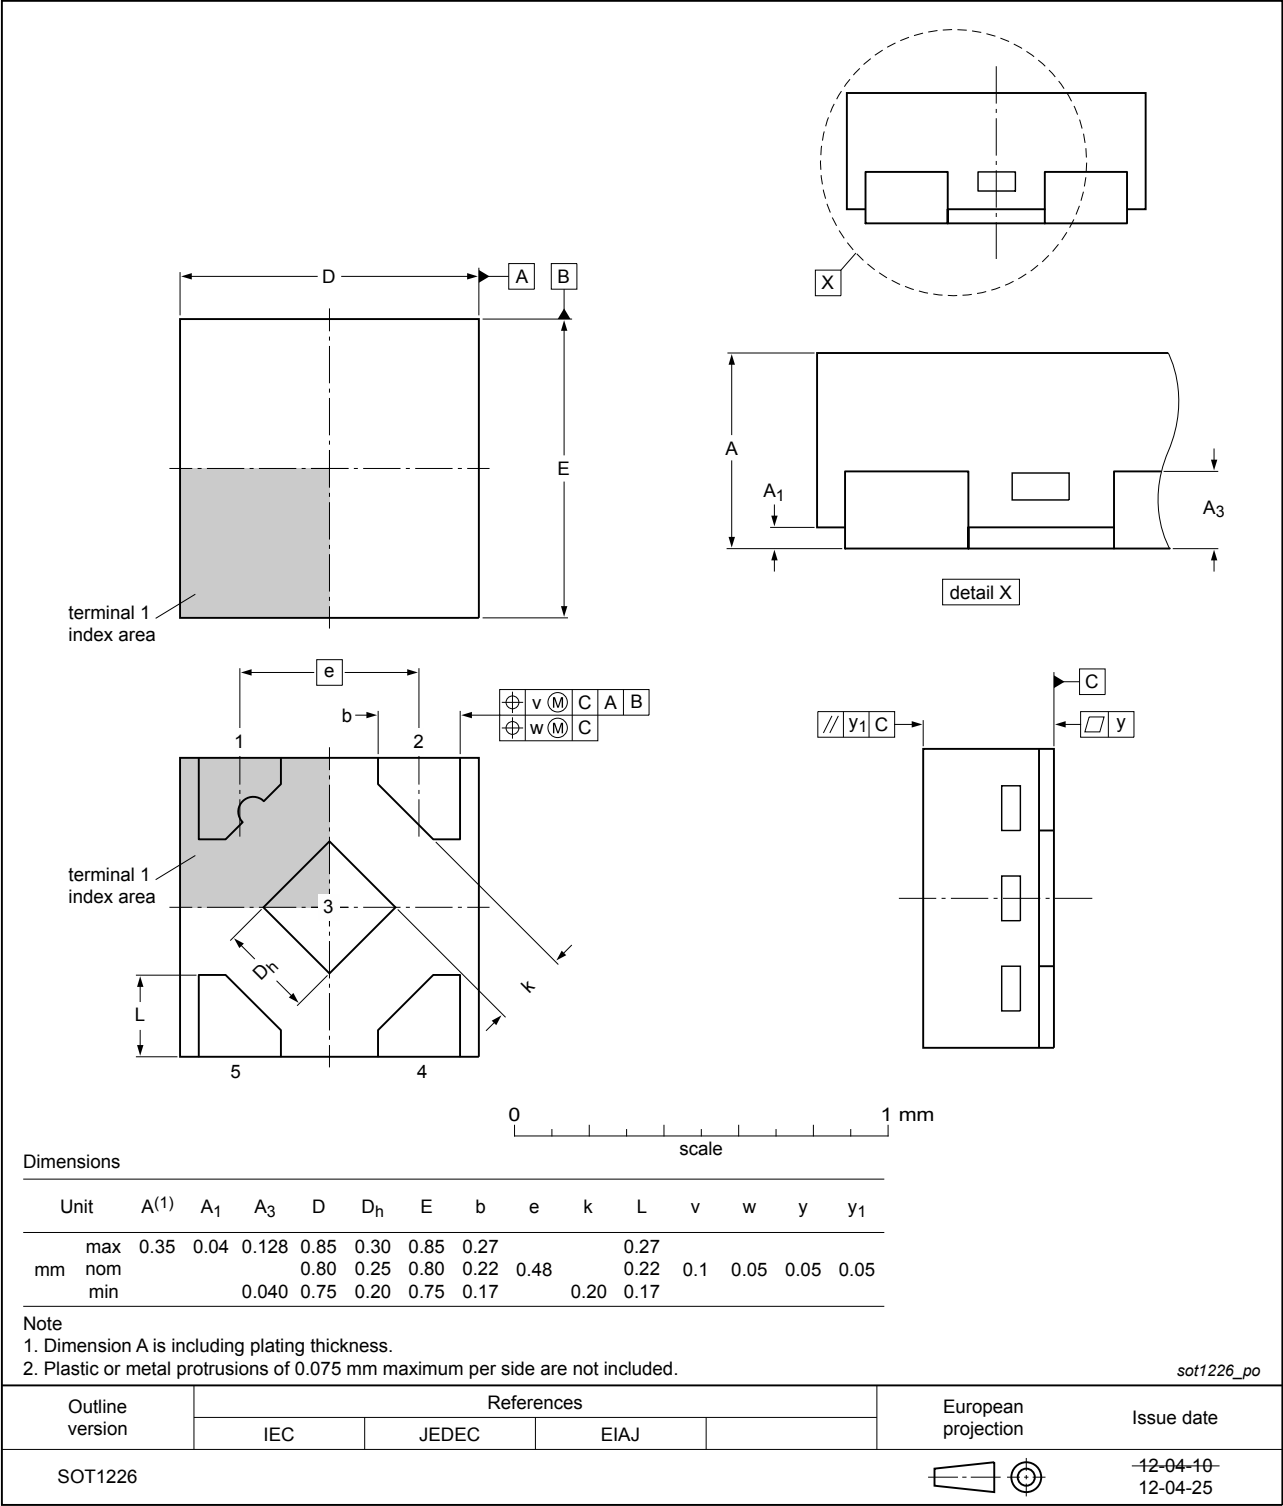 X
D
A
B
E
terminal 1
index area
A
A1
A3
detail X
e
b
v M C A B
w M C
1
2
terminal 1
index area
3
Dh
k
L
5
4
C
// y1 C
y
0
1 mm
scale
Dimensions
Unit A(1) A1 A3 D Dh E b e k L v w y y1
max 0.35 0.04 0.128 0.85 0.30 0.85 0.27 0.27
mm nom 0.80 0.25 0.80 0.22 0.48 0.22 0.1 0.05 0.05 0.05
min 0.040 0.75 0.20 0.75 0.17 0.20 0.17
Note
1. Dimension A is including plating thickness.
2. Plastic or metal protrusions of 0.075 mm maximum per side are not included.
sot1226_po
Outline
version
References
IEC
JEDEC
EIAJ
European
projection
Issue date
SOT1226
12-04-10
12-04-25